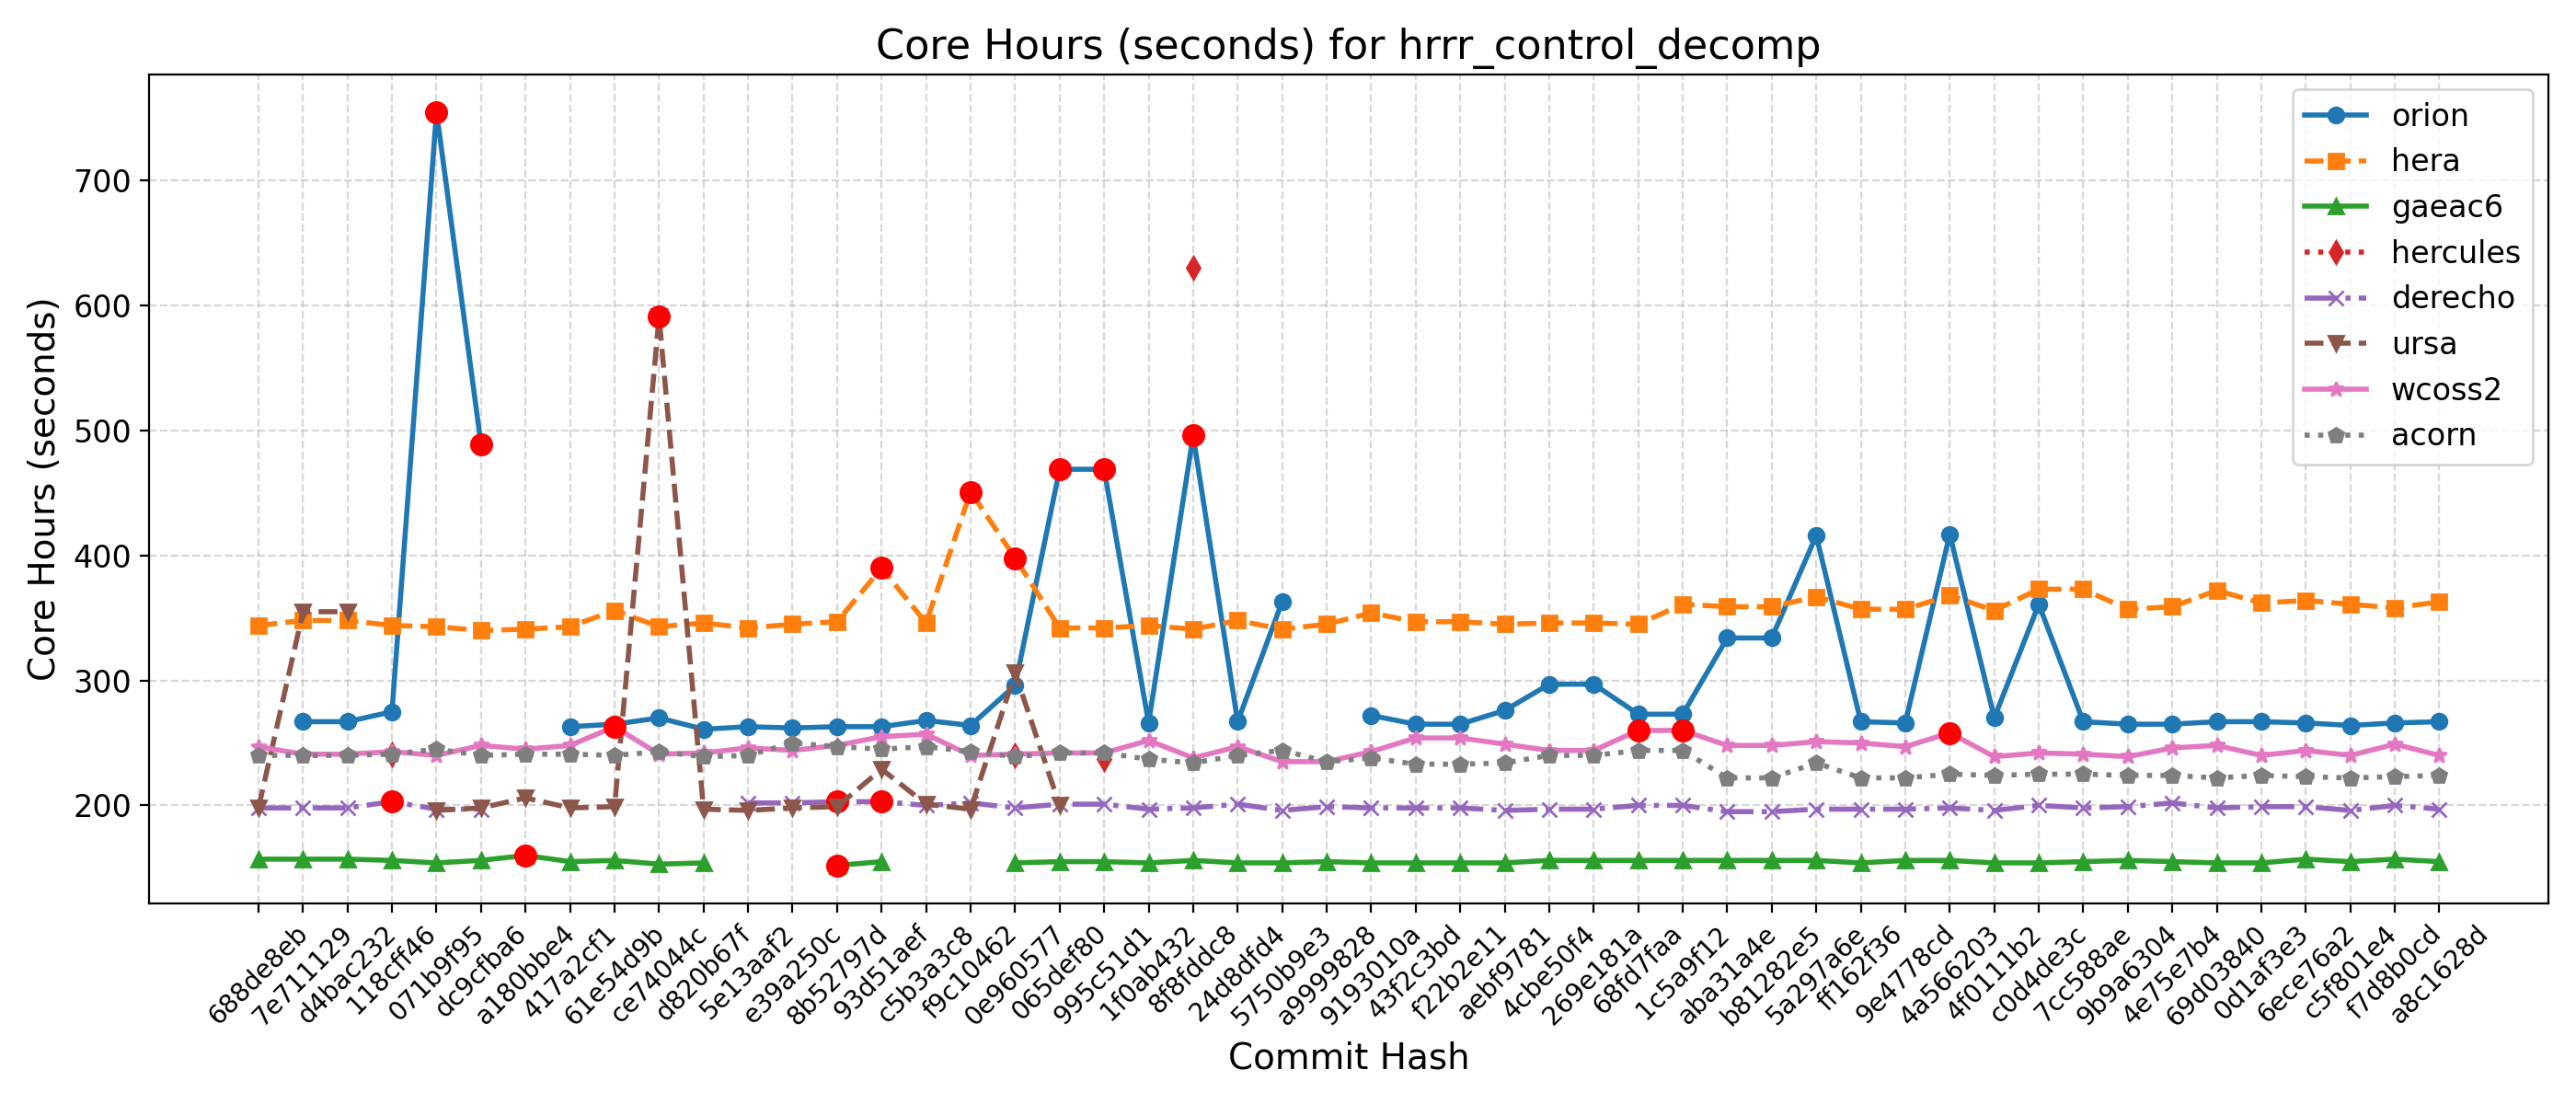 Core Hours (seconds) for hrrr_control_decomp
Core Hours (seconds)
700
600
500
400
300
200
orion
hera
gaeac6
hercules
derecho
ursa
wcoss2
acorn
688de8eb
7e711129
d4bac232
118cff46
071b9f95
dc9cfba6
a180bbe4
417a2cf1
61e54d9b
ce74044c
d820b67f
5e13aaf2
e39a250c
8b52797d
93d51aef
c5b3a3c8
f9c10462
0e960577
065def80
995c51d1
1f0ab432
8f8fddc8
24d8dfd4
5750b9e3
a9999828
9193010a
43f2c3bd
f22b2e11
aebf9781
4cbe50f4
269e181a
68fd7faa
1c5a9f12
aba31a4e
b81282e5
5a297a6e
ff162f36
9e4778cd
4a566203
4f0111b2
c0d4de3c
7cc588ae
9b9a6304
4e75e7b4
69d03840
0d1af3e3
6ece76a2
c5f801e4
f7d8b0cd
a8c1628d
Commit Hash